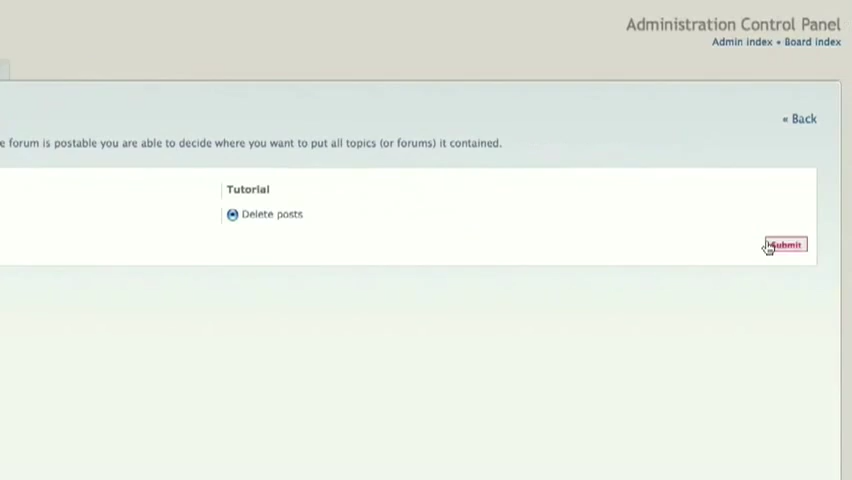 Administration Control Panel
Admin index • Board index
« Back
e forum is postable you are able to decide where you want to put all topics (or forums) it contained.
Tutorial
Delete posts
Submit